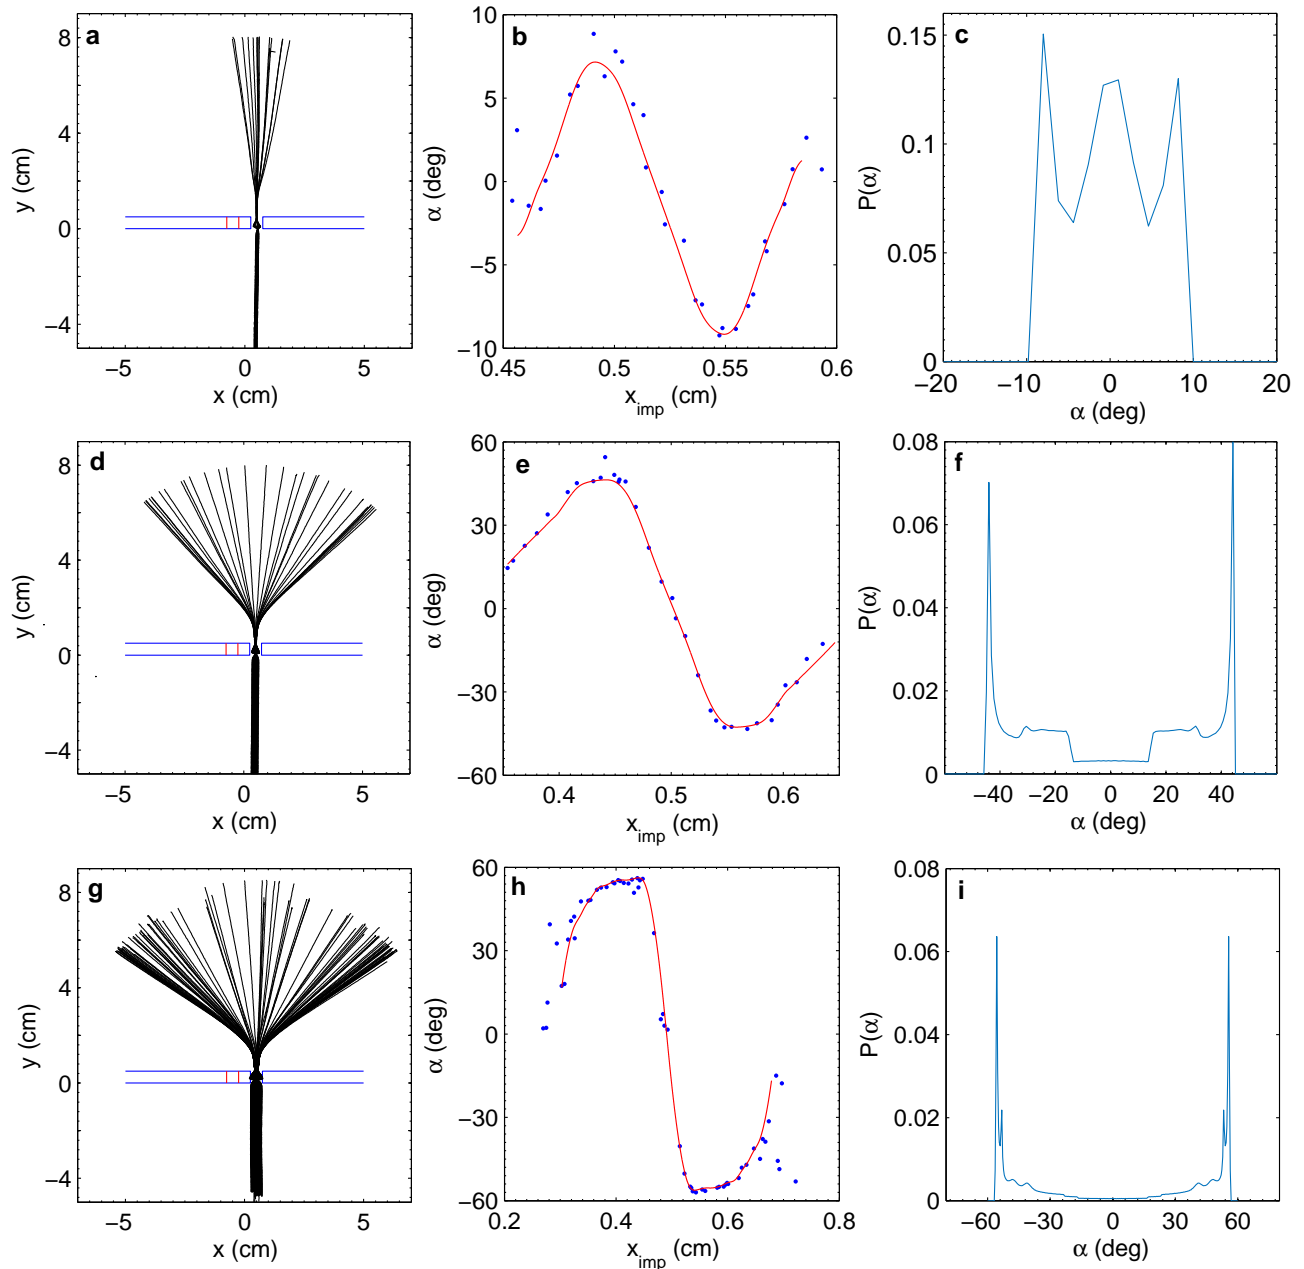 a
8
4
0
−4
y (cm)
−5
0
5
x (cm)
b
10
5
0
−5
−10
α (deg)
0.45
0.5
0.55
0.6
x_imp (cm)
c
0.15
0.1
0.05
0
P(α)
−20
−10
0
10
20
α (deg)
d
8
4
0
−4
y (cm)
−5
0
5
x (cm)
e
60
30
0
−30
−60
α (deg)
0.4
0.5
0.6
x_imp (cm)
f
0.08
0.06
0.04
0.02
0
P(α)
−40
−20
0
20
40
α (deg)
g
8
4
0
−4
y (cm)
−5
0
5
x (cm)
h
60
30
0
−30
−60
α (deg)
0.2
0.4
0.6
0.8
x_imp (cm)
i
0.08
0.06
0.04
0.02
0
P(α)
−60
−30
0
30
60
α (deg)